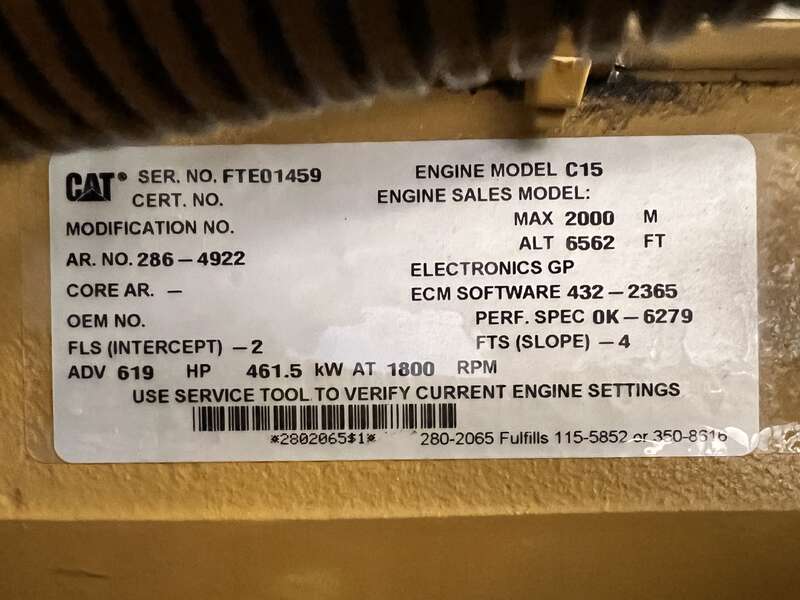 CAT® SER. NO. FTE01459 ENGINE MODEL C15
CERT. NO. ENGINE SALES MODEL:
MODIFICATION NO. MAX 2000 M
ALT 6562 FT
AR. NO. 286-4922 ELECTRONICS GP
CORE AR. - ECM SOFTWARE 432-2365
OEM NO. PERF. SPEC 0K-6279
FLS (INTERCEPT) -2 FTS (SLOPE) -4
ADV 619 HP 461.5 kW AT 1800 RPM
USE SERVICE TOOL TO VERIFY CURRENT ENGINE SETTINGS
*2802065$1* 280-2065 Fulfills 115-5852 or 350-8616